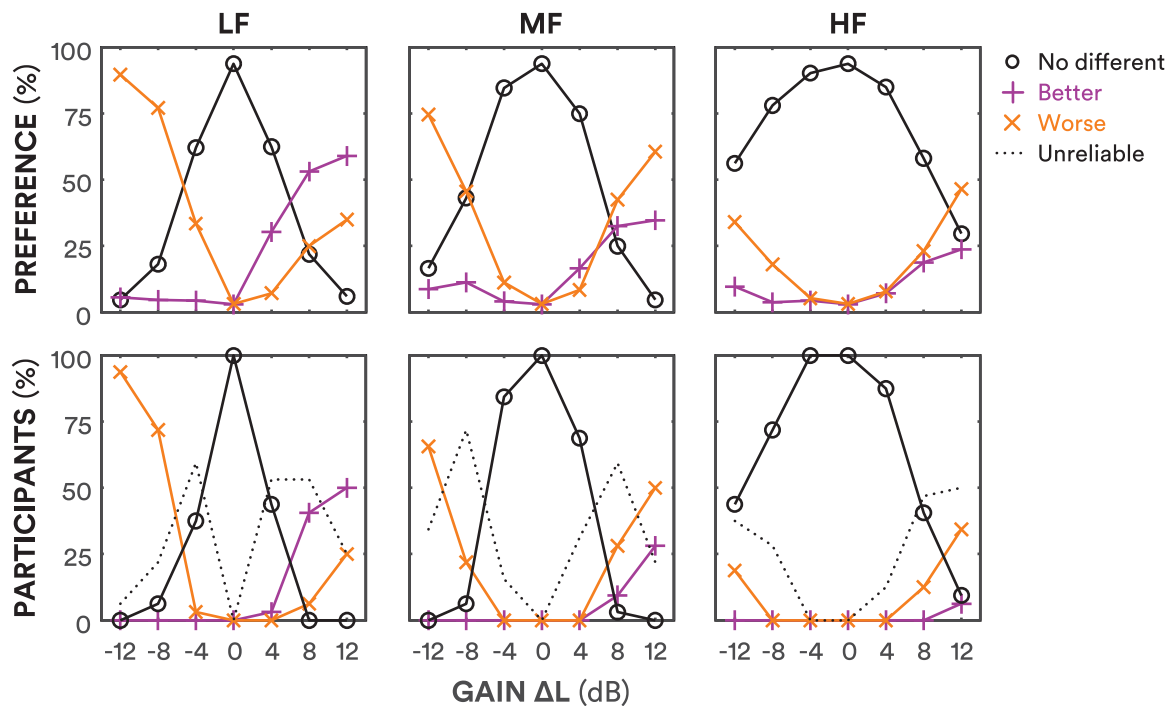 LF MF HF
PREFERENCE (%)
100
75
50
25
0
No different
Better
Worse
Unreliable
PARTICIPANTS (%)
100
75
50
25
0
-12 -8 -4 0 4 8 12 -12 -8 -4 0 4 8 12 -12 -8 -4 0 4 8 12
GAIN ΔL (dB)